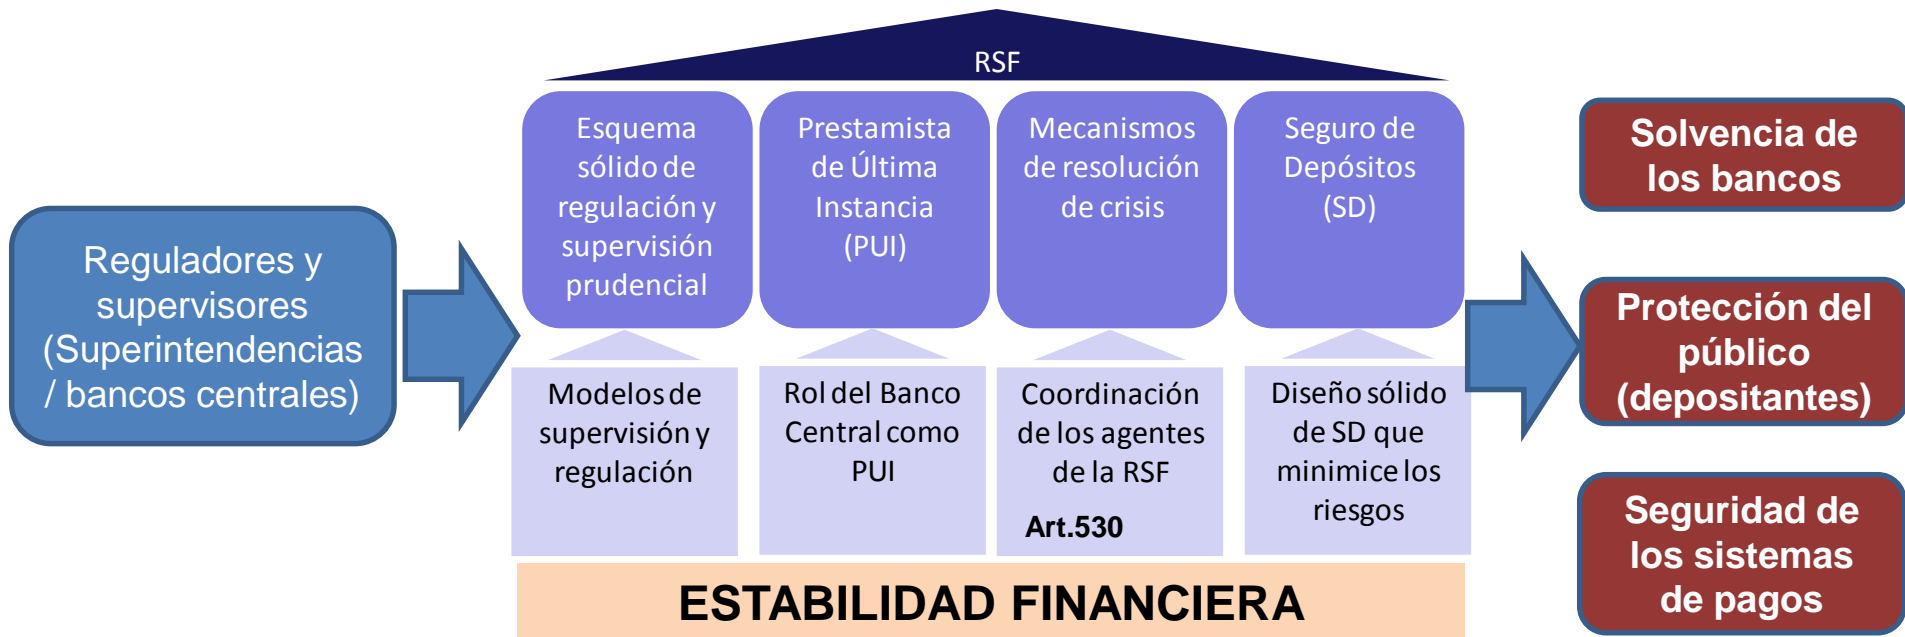 RSF
Reguladores y
supervisores
(Superintendencias
/ bancos centrales)
Esquema
sólido de
regulación y
supervisión
prudencial
Prestamista
de Última
Instancia
(PUI)
Mecanismos
de resolución
de crisis
Seguro de
Depósitos
(SD)
Modelos de
supervisión y
regulación
Rol del Banco
Central como
PUI
Coordinación
de los agentes
de la RSF
Art.530
Diseño sólido
de SD que
minimice los
riesgos
ESTABILIDAD FINANCIERA
Solvencia de
los bancos
Protección del
público
(depositantes)
Seguridad de
los sistemas
de pagos